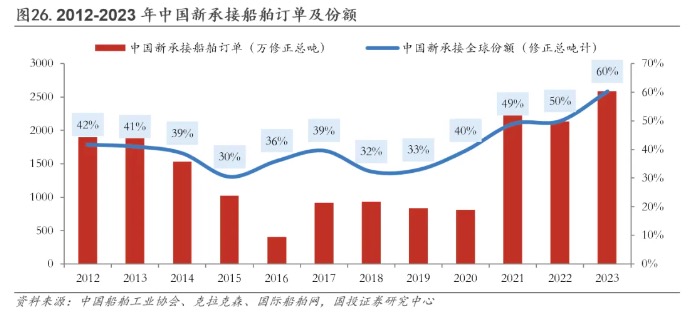 图26. 2012-2023 年中国新承接船舶订单及份额
中国新承接船舶订单（万修正总吨） 中国新承接全球份额（修正总吨计）
3000 70%
60%
2500 60%
49% 50%
42% 41% 39% 39% 40% 50%
2000 36% 32% 33%
30% 40%
1500
30%
1000
20%
500 10%
0 0%
2012 2013 2014 2015 2016 2017 2018 2019 2020 2021 2022 2023
资料来源：中国船舶工业协会、克拉克森、国际船舶网，国投证券研究中心